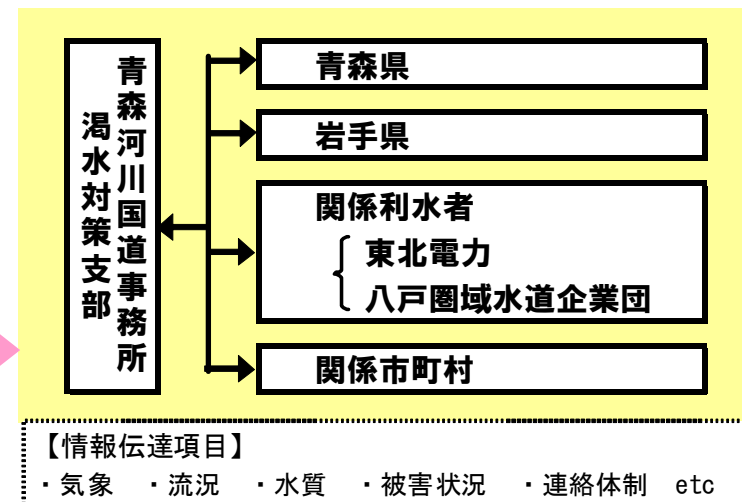 青森河川国道事務所
渇水対策支部
青森県
岩手県
関係利水者
東北電力
八戸圏域水道企業団
関係市町村
【情報伝達項目】
・気象 ・流況 ・水質 ・被害状況 ・連絡体制 etc